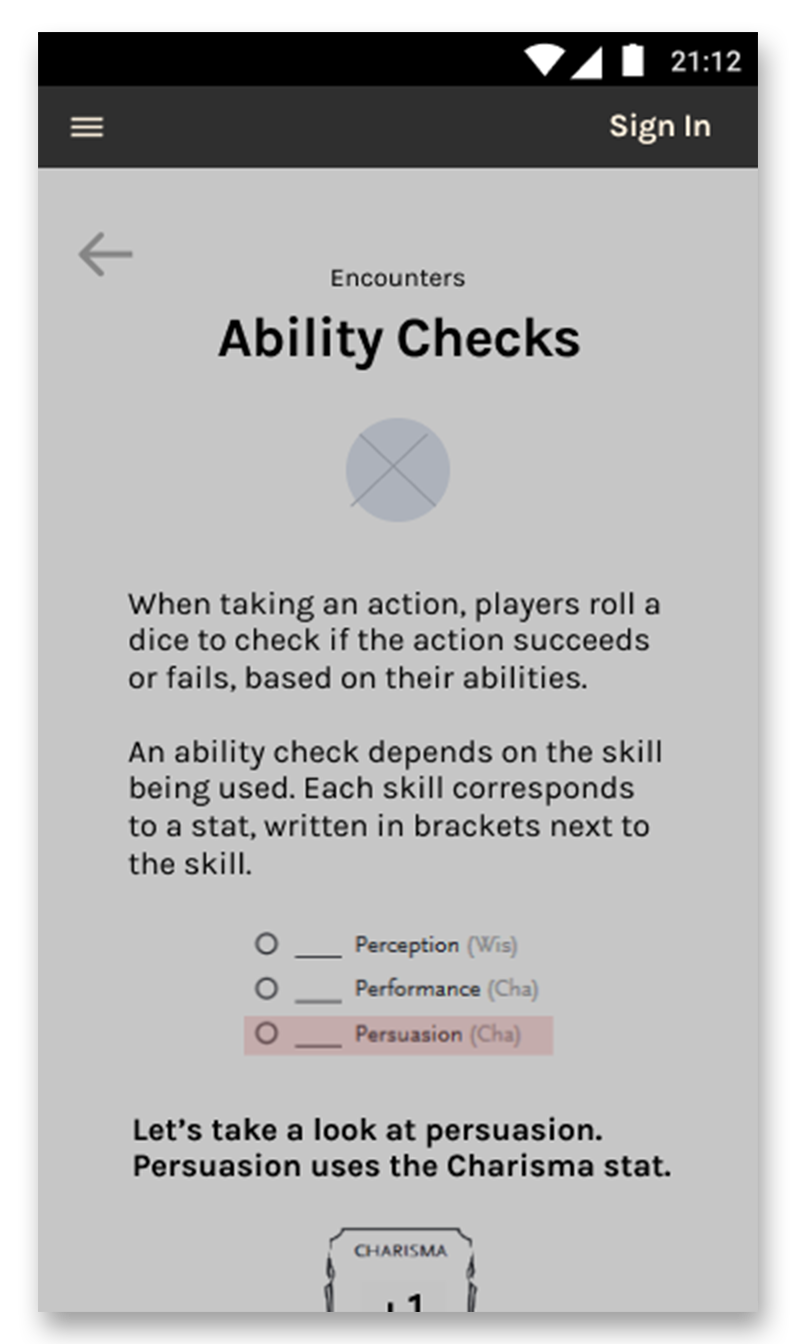 21:12
Sign In
Encounters
Ability Checks
When taking an action, players roll a
dice to check if the action succeeds
or fails, based on their abilities.
An ability check depends on the skill
being used. Each skill corresponds
to a stat, written in brackets next to
the skill.
Perception (Wis)
Performance (Cha)
Persuasion (Cha)
Let’s take a look at persuasion.
Persuasion uses the Charisma stat.
CHARISMA
+1